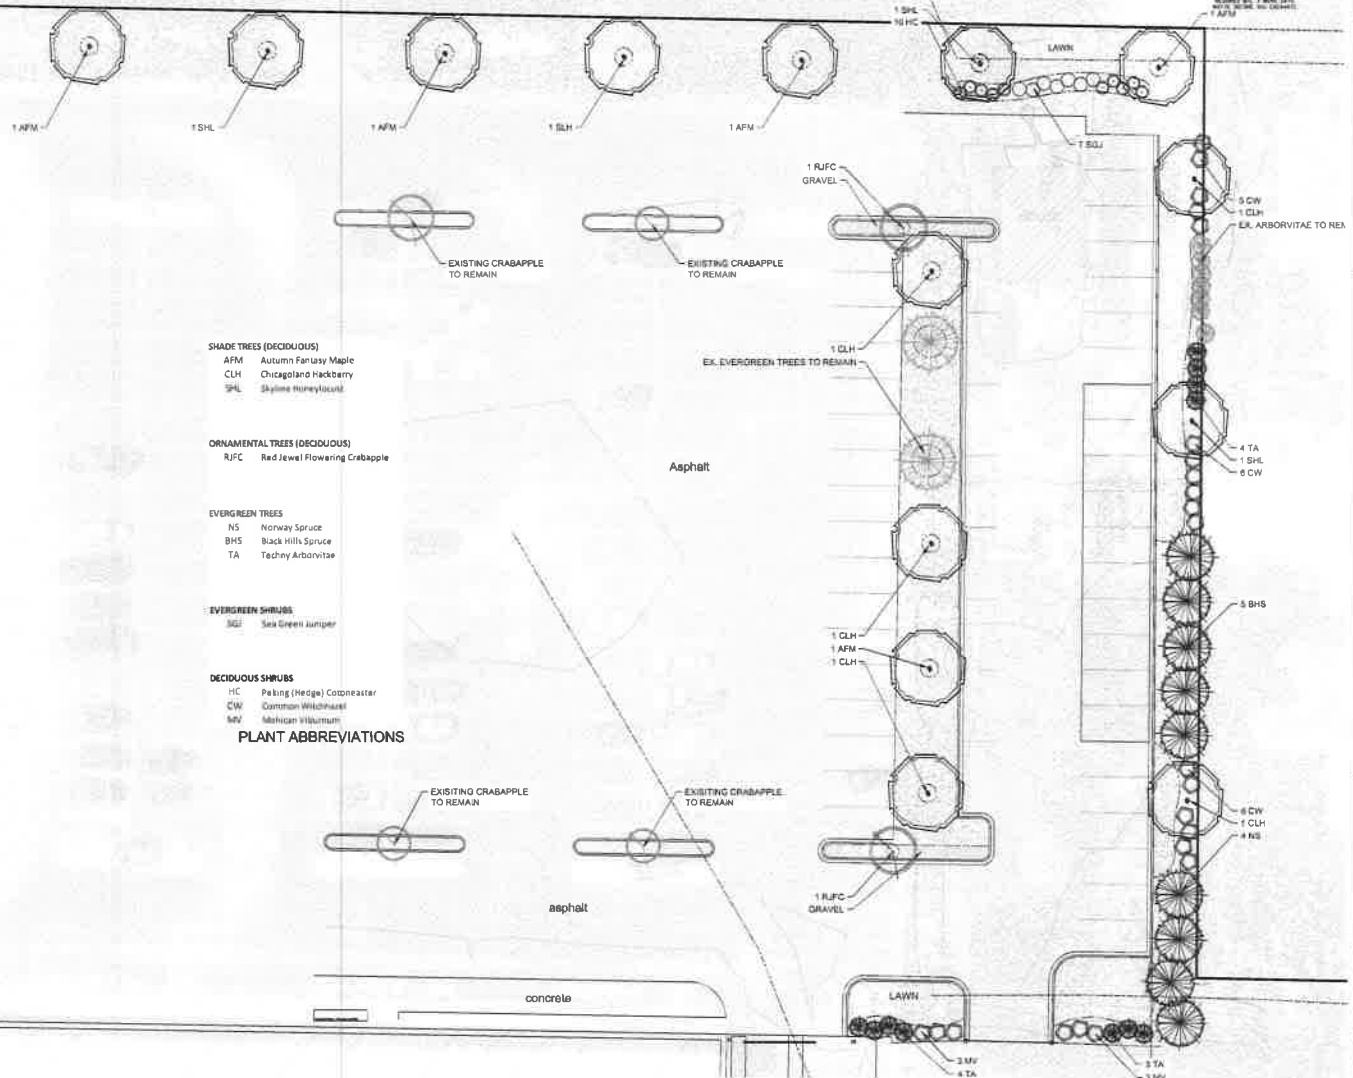 1 SHL
10 HC
1 AFM
LAWN
1 AFM
1 SHL
1 AFM
1 SLH
1 AFM
7 SGJ
1 RJFC
GRAVEL
5 CW
1 CLH
EX. ARBORVITAE TO
EXISTING CRABAPPLE
TO REMAIN
EXISTING CRABAPPLE
TO REMAIN
1 CLH
EX. EVERGREEN TREES TO REMAIN
SHADE TREES (DECIDUOUS)
AFM Autumn Fantasy Maple
CLH Chicagoland Hackberry
SHL Skyline Honeylocust
ORNAMENTAL TREES (DECIDUOUS)
RJFC Red Jewel Flowering Crabapple
Asphalt
4 TA
1 SHL
6 CW
EVERGREEN TREES
NS Norway Spruce
BHS Black Hills Spruce
TA Techny Arborvitae
5 BHS
EVERGREEN SHRUBS
SGJ Sea Green Juniper
1 CLH
1 AFM
1 CLH
DECIDUOUS SHRUBS
HC Peking (Hedge) Cotoneaster
CW Common Witchhazel
MV Mohican Viburnum
PLANT ABBREVIATIONS
EXISITING CRABAPPLE
TO REMAIN
EXISITING CRABAPPLE
TO REMAIN
6 CW
1 CLH
4 NS
1 RJFC
GRAVEL
asphalt
concrete
LAWN
3 MV
4 TA
3 TA
3 MV